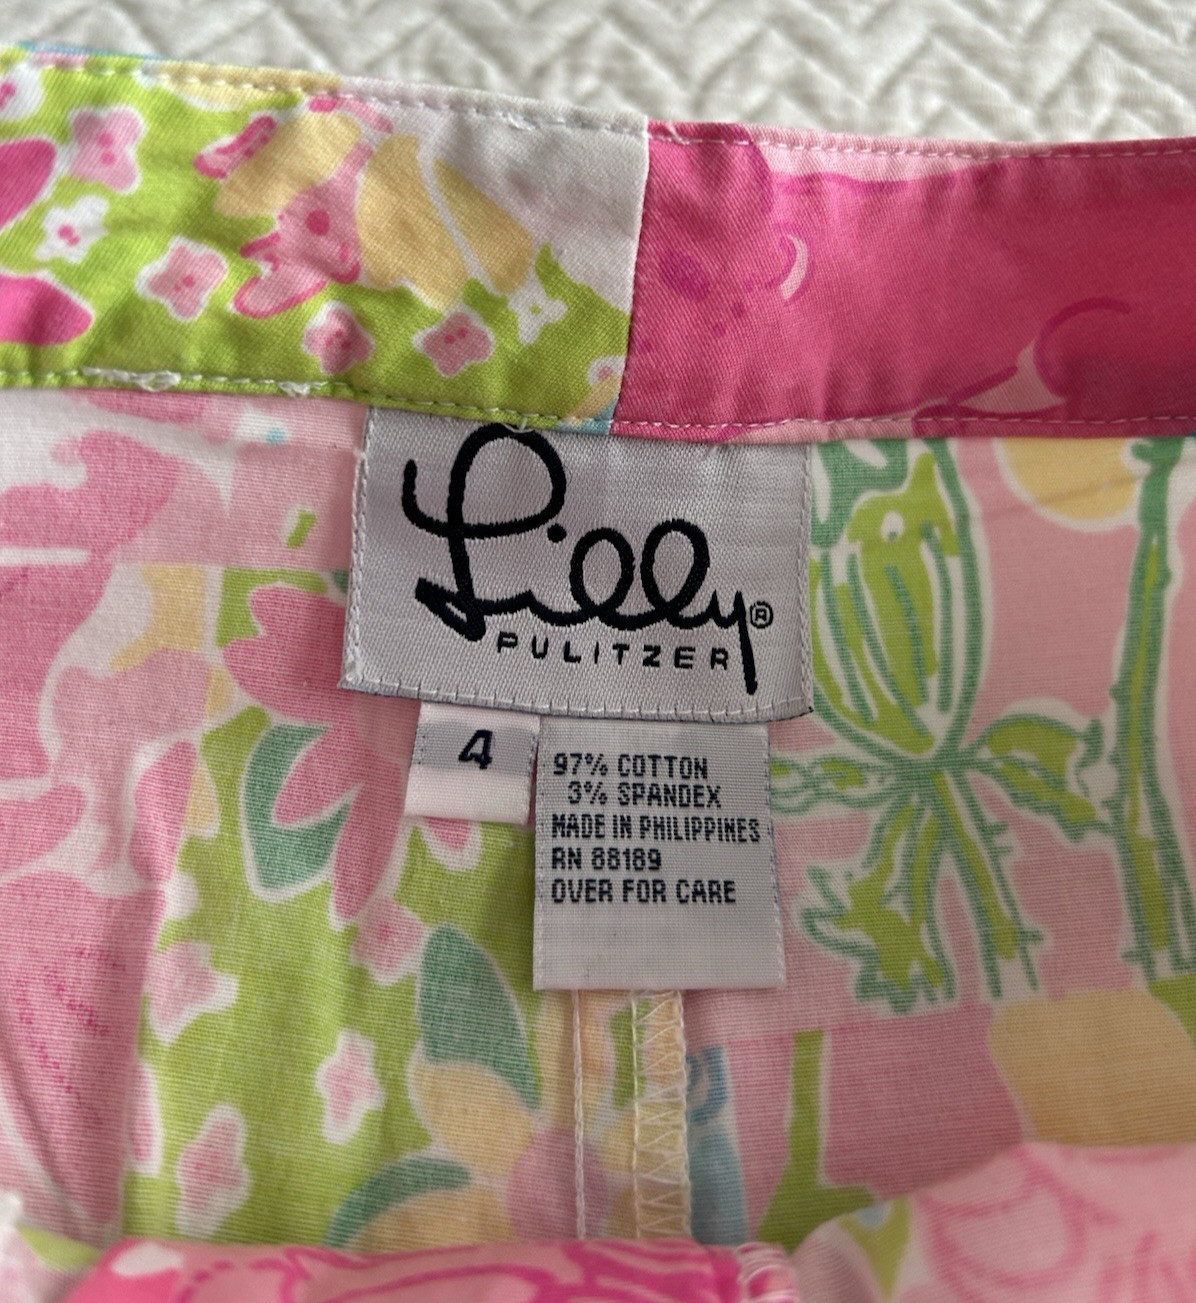 Lilly®
PULITZER
4
97% COTTON
3% SPANDEX
MADE IN PHILIPPINES
RN 88189
OVER FOR CARE